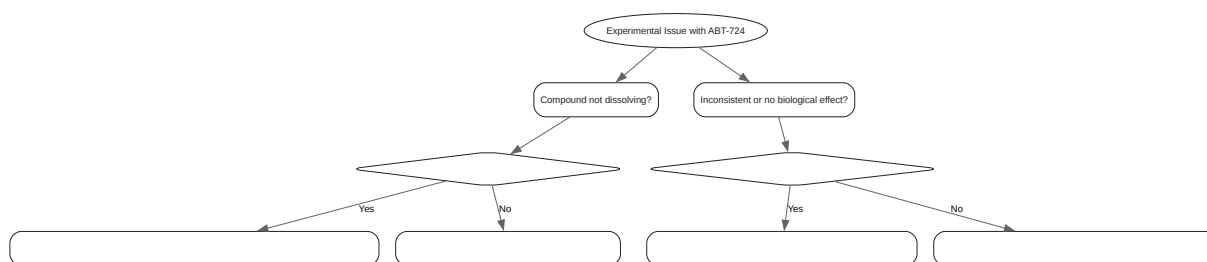 Experimental Issue with ABT-724
Compound not dissolving?
Inconsistent or no biological effect?
Yes
No
Yes
No